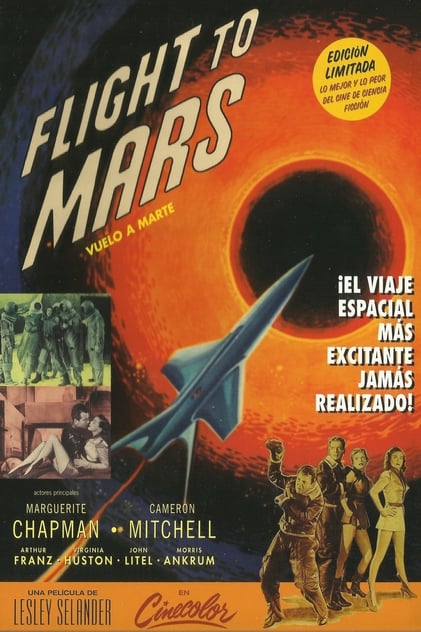 FLIGHT TO
MARS
VUELO A MARTE
EDICIÓN
LIMITADA
LO MEJOR Y LO PEOR
DEL CINE DE CIENCIA
FICCIÓN
¡EL VIAJE
ESPACIAL
MÁS
EXCITANTE
JAMÁS
REALIZADO!
actores principales
MARGUERITE CAMERON
CHAPMAN •• MITCHELL
ARTHUR VIRGINIA JOHN MORRIS
FRANZ • HUSTON • LITEL • ANKRUM
UNA PELÍCULA DE EN
LESLEY SELANDER Cinecolor